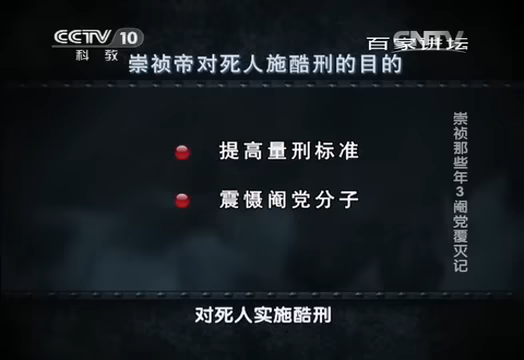 CCTV 10
科教
百家讲坛
CNTV
崇祯帝对死人施酷刑的目的
提高量刑标准
震慑阉党分子
崇祯那些年3阉党覆灭记
对死人实施酷刑